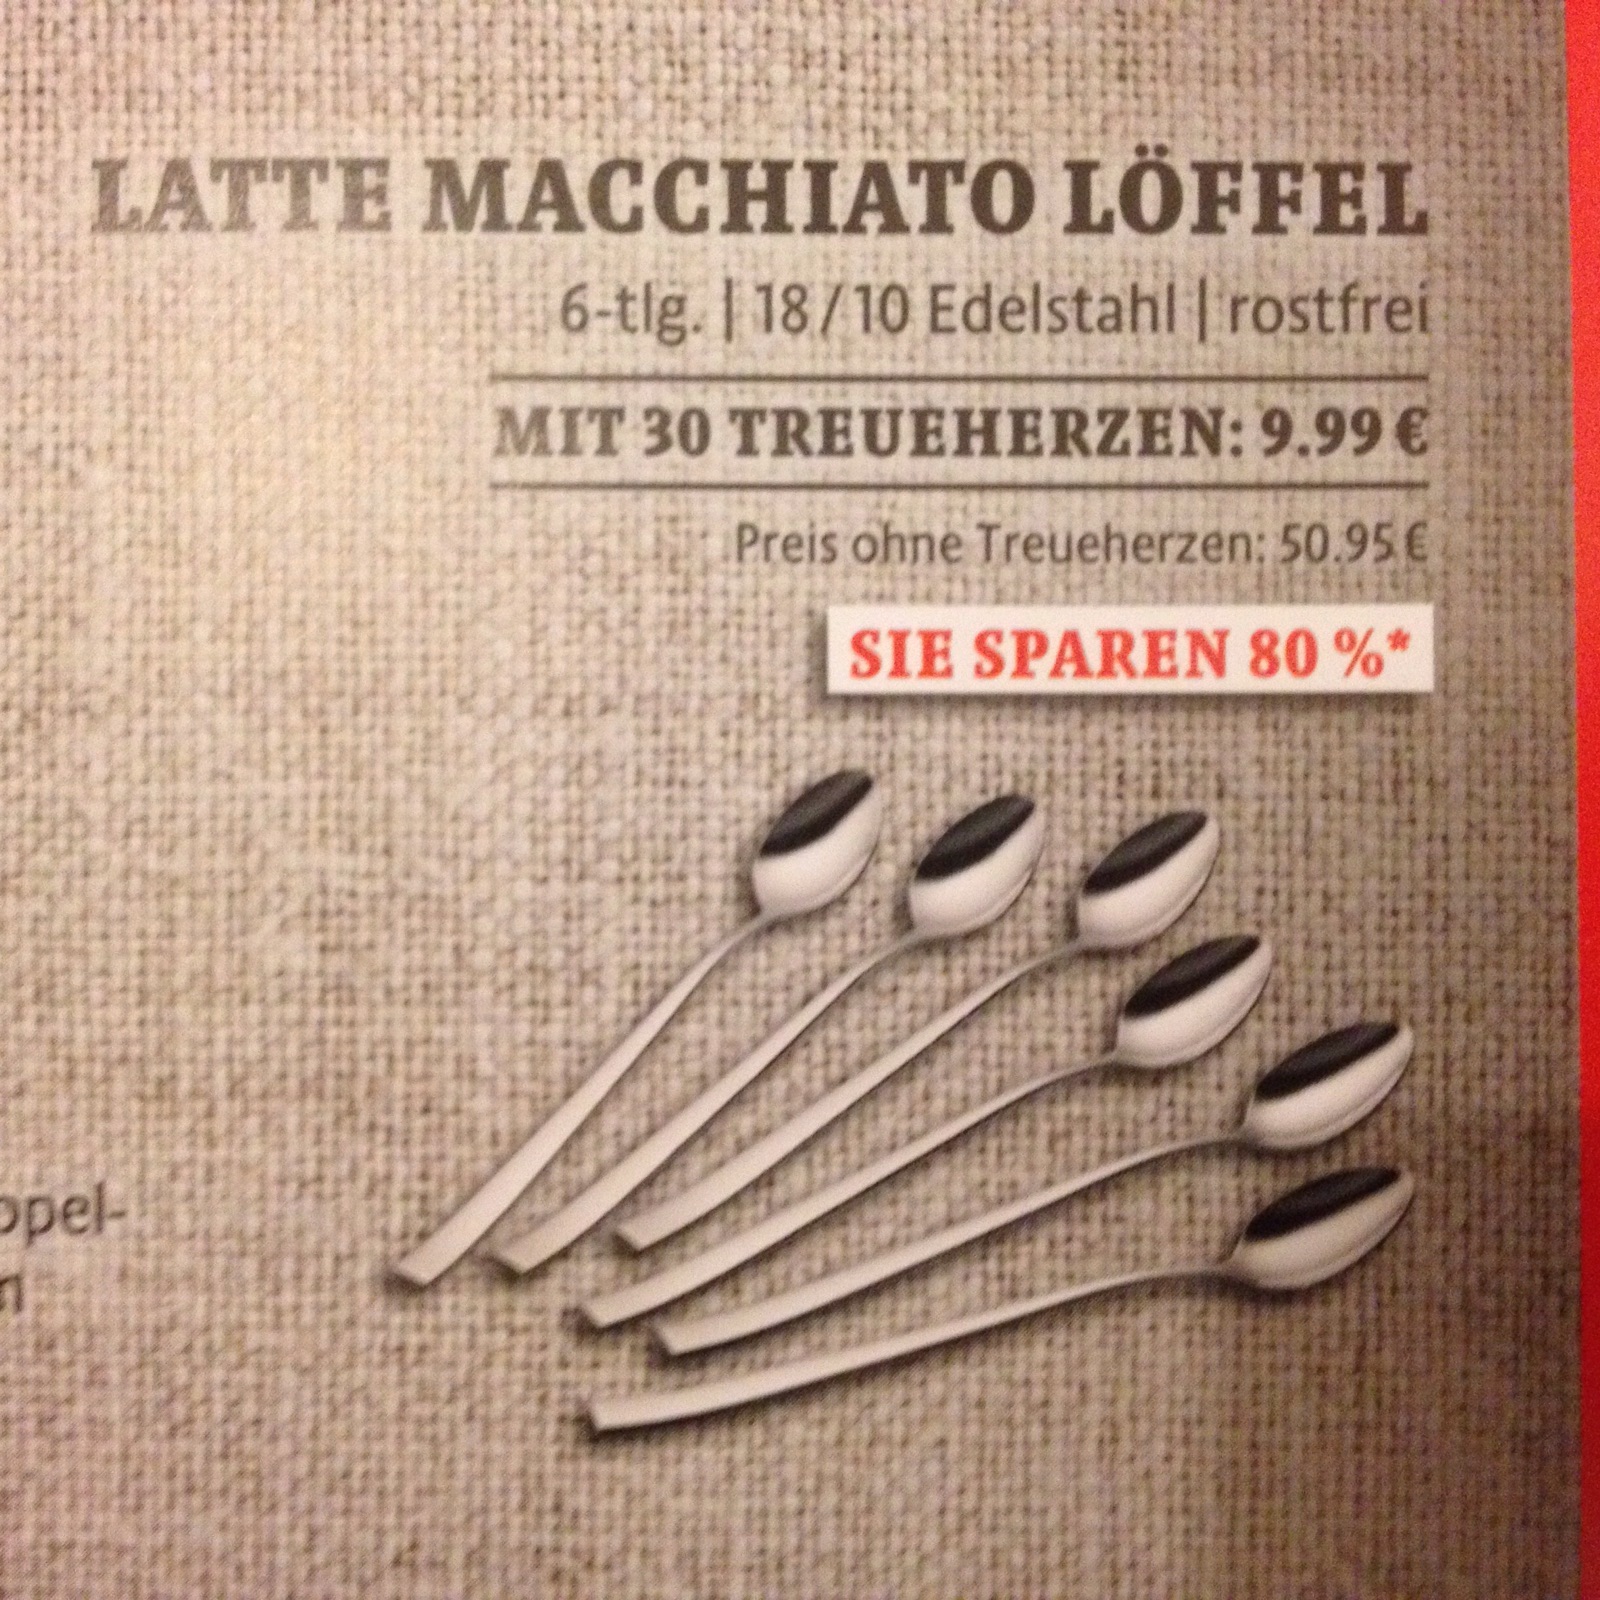 LATTE MACCHIATO LÖFFEL
6-tlg. | 18/10 Edelstahl | rostfrei
MIT 30 TREUEHERZEN: 9.99 €
Preis ohne Treueherzen: 50.95 €
SIE SPAREN 80 %*